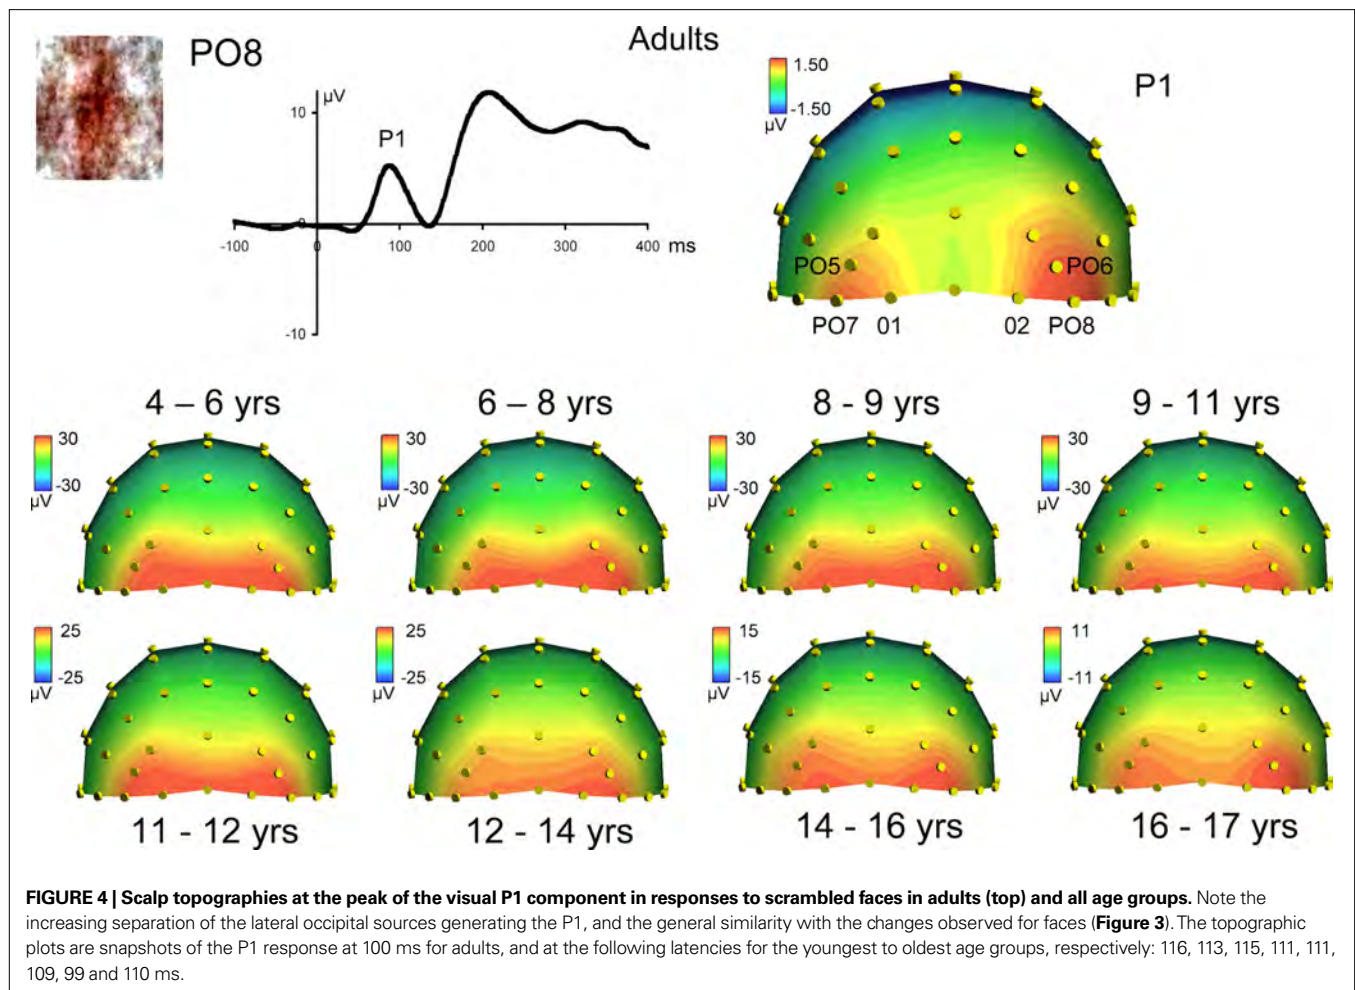 PO8
Adults
µV
10
P1
0
-100
0
100
200
300
400
ms
-10
1.50
-1.50
µV
P1
PO5
PO6
PO7
01
02
PO8
4 – 6 yrs
6 – 8 yrs
8 - 9 yrs
9 - 11 yrs
30
-30
µV
30
-30
µV
30
-30
µV
30
-30
µV
25
-25
µV
25
-25
µV
15
-15
µV
11
-11
µV
11 - 12 yrs
12 - 14 yrs
14 - 16 yrs
16 - 17 yrs
FIGURE 4 | Scalp topographies at the peak of the visual P1 component in responses to scrambled faces in adults (top) and all age groups. Note the
increasing separation of the lateral occipital sources generating the P1, and the general similarity with the changes observed for faces (Figure 3). The topographic
plots are snapshots of the P1 response at 100 ms for adults, and at the following latencies for the youngest to oldest age groups, respectively: 116, 113, 115, 111, 111,
109, 99 and 110 ms.